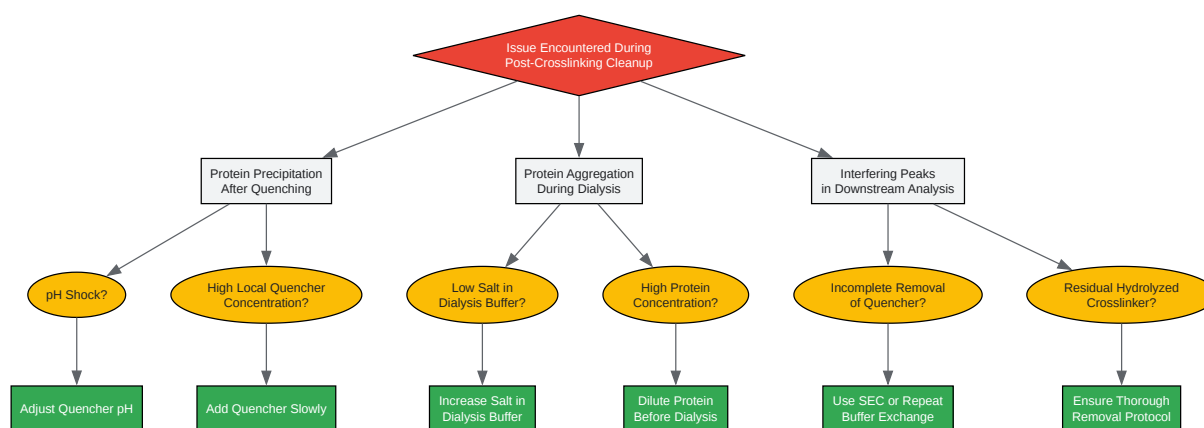 Issue Encountered During
Post-Crosslinking Cleanup
Protein Precipitation
After Quenching
Protein Aggregation
During Dialysis
Interfering Peaks
in Downstream Analysis
pH Shock?
High Local Quencher
Concentration?
Low Salt in
Dialysis Buffer?
High Protein
Concentration?
Incomplete Removal
of Quencher?
Residual Hydrolyzed
Crosslinker?
Adjust Quencher pH
Add Quencher Slowly
Increase Salt in
Dialysis Buffer
Dilute Protein
Before Dialysis
Use SEC or Repeat
Buffer Exchange
Ensure Thorough
Removal Protocol